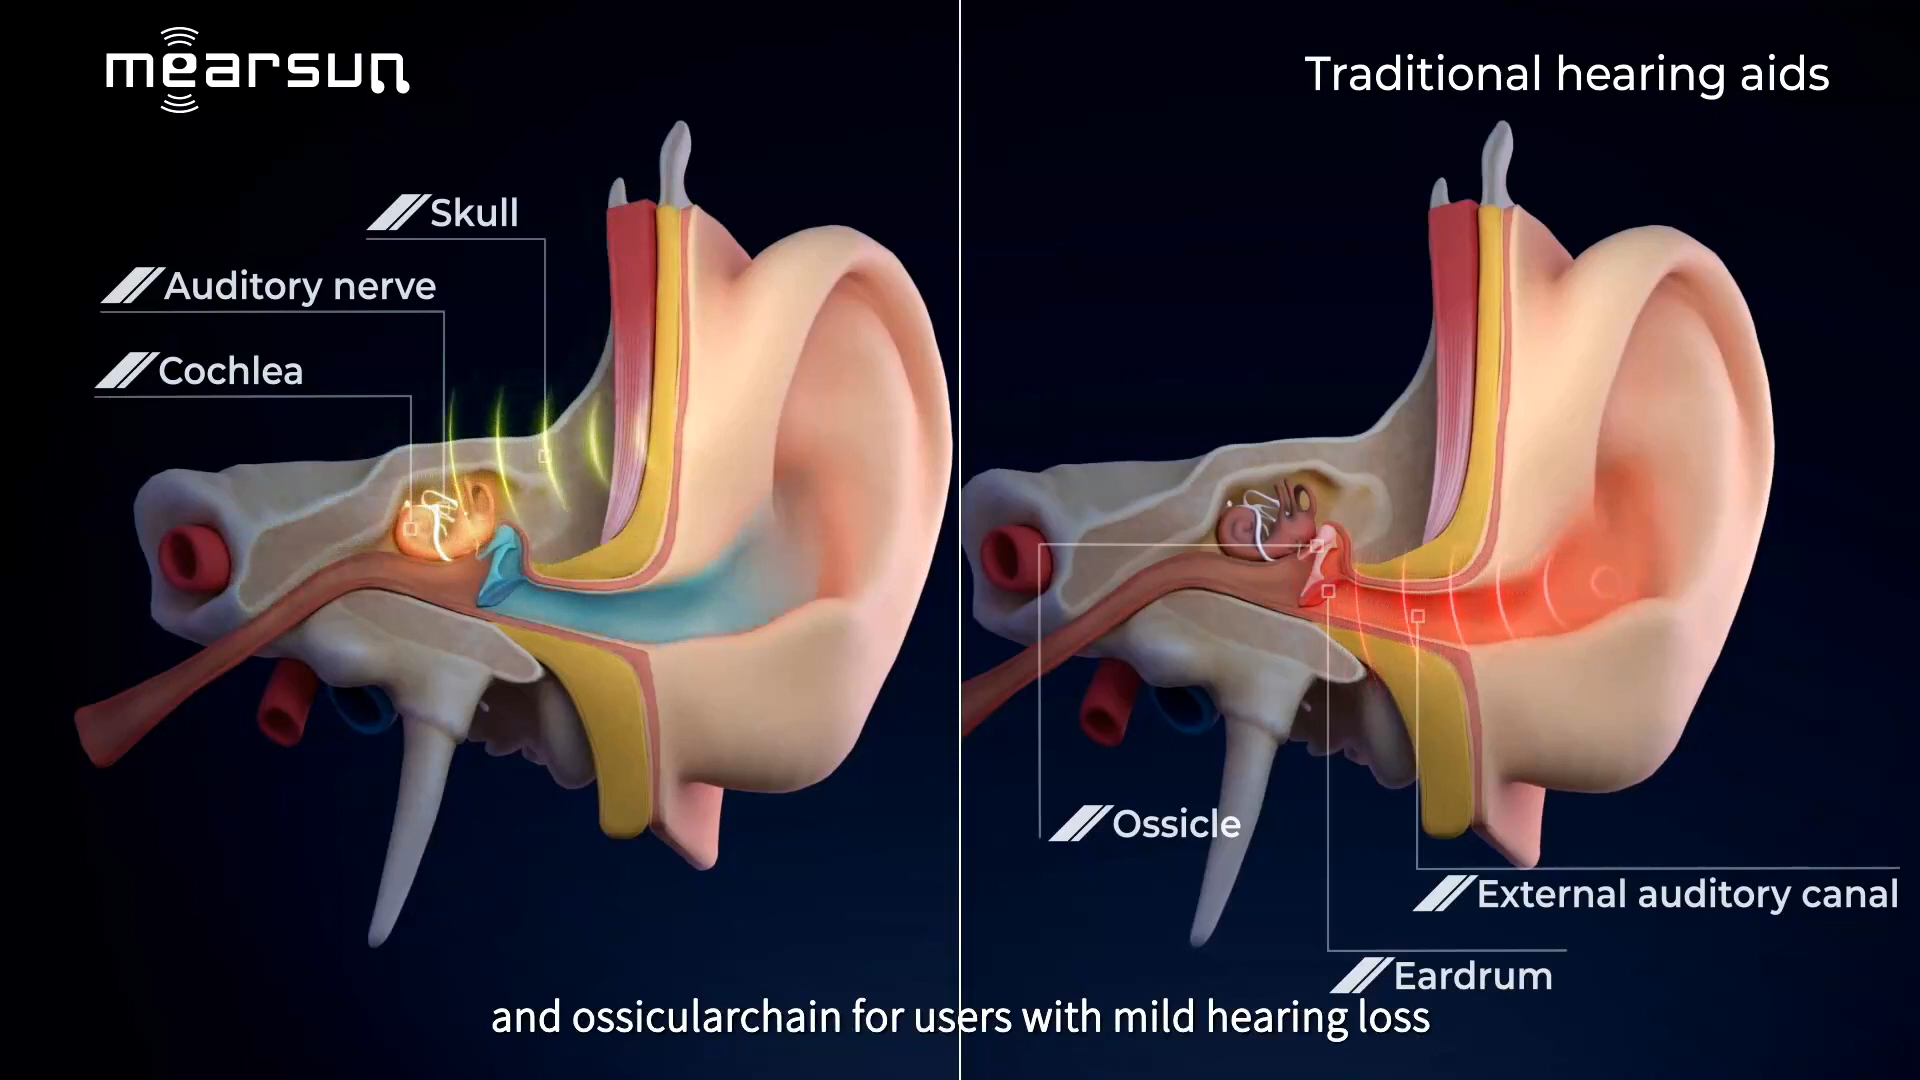 mearsun
Traditional hearing aids
Skull
Auditory nerve
Cochlea
Ossicle
External auditory canal
Eardrum
and ossicularchain for users with mild hearing loss